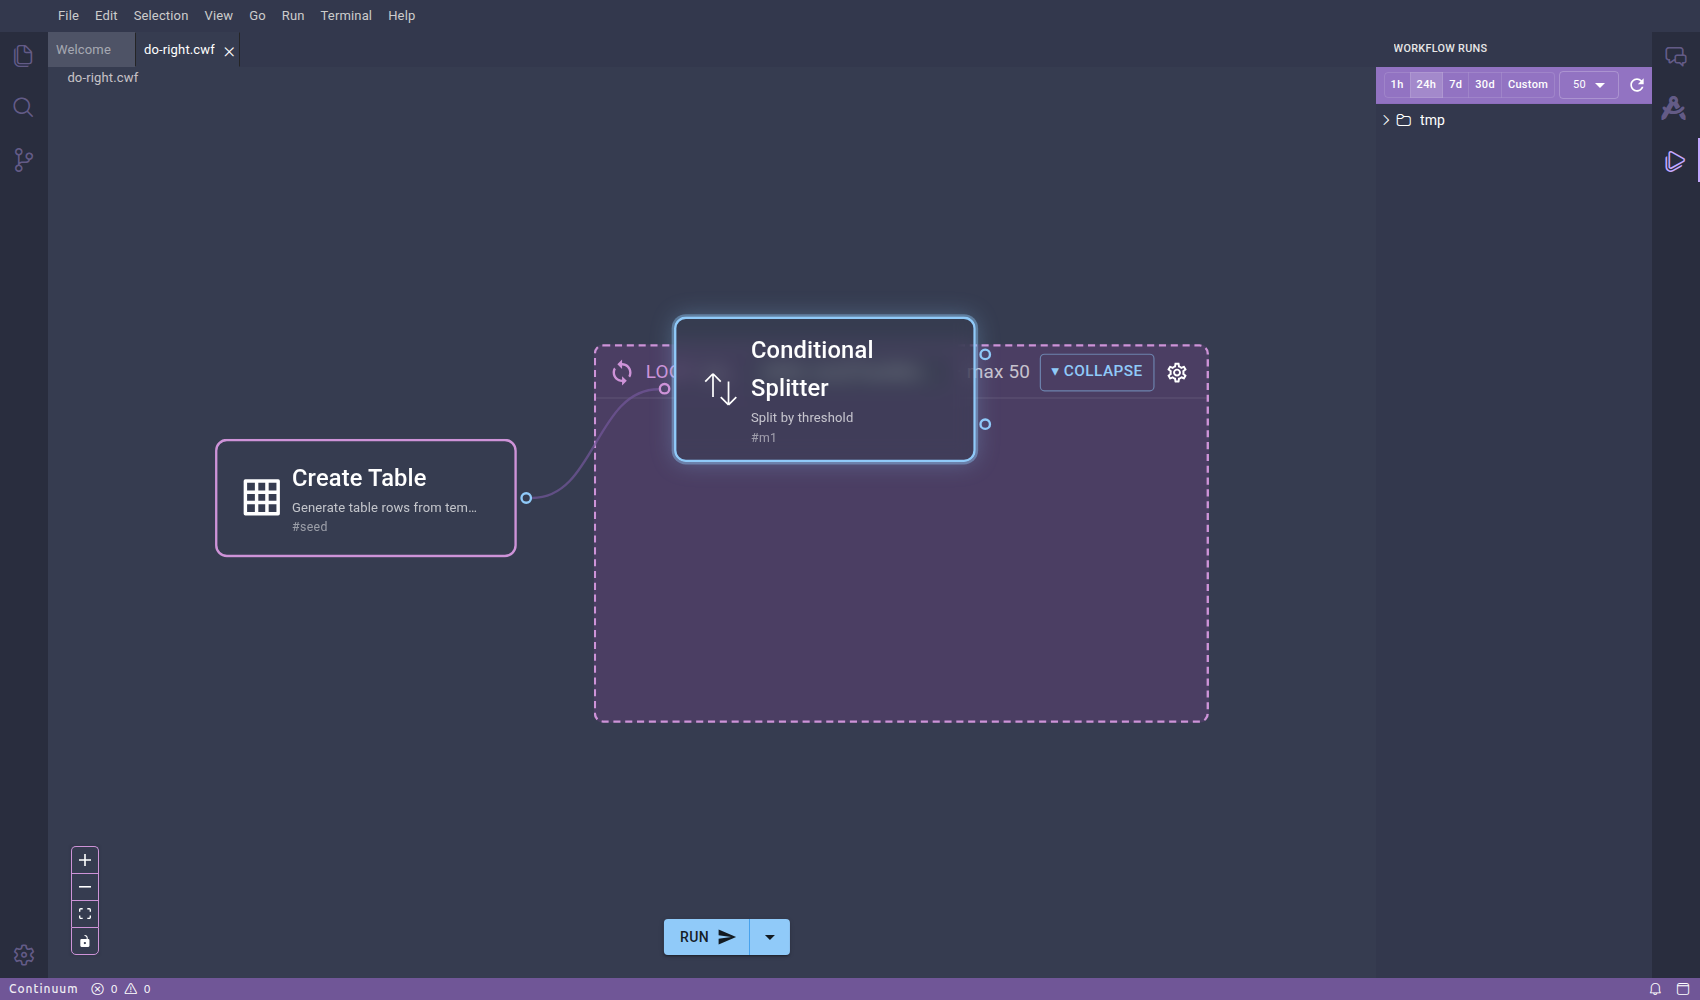 File Edit Selection View Go Run Terminal Help
Welcome do-right.cwf
WORKFLOW RUNS
do-right.cwf
1h 24h 7d 30d Custom 50
tmp
Conditional
Splitter
Split by threshold
#m1
max 50
▾ COLLAPSE
Create Table
Generate table rows from tem...
#seed
RUN
Continuum 0 0